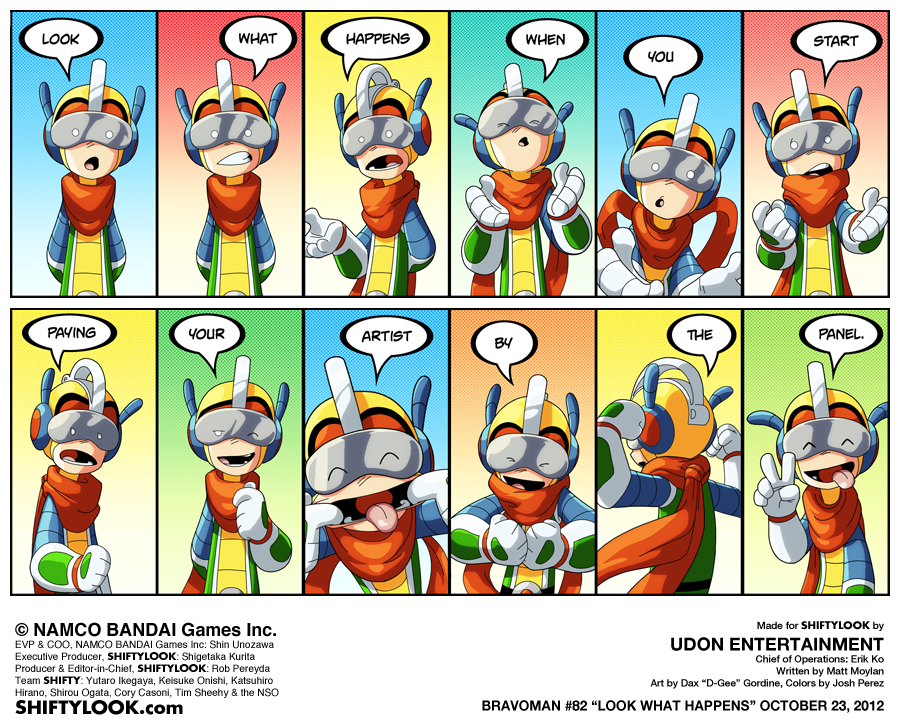 LOOK
WHAT
HAPPENS
WHEN
YOU
START
PAYING
YOUR
ARTIST
BY
THE
PANEL.
© NAMCO BANDAI Games Inc.
EVP & COO, NAMCO BANDAI Games Inc: Shin Unozawa
Executive Producer, SHIFTYLOOK: Shigetaka Kurita
Producer & Editor-in-Chief, SHIFTYLOOK: Rob Pereyda
Team SHIFTY: Yutaro Ikegaya, Keisuke Onishi, Katsuhiro
Hirano, Shirou Ogata, Cory Casoni, Tim Sheehy & the NSO
SHIFTYLOOK.com
Made for SHIFTYLOOK by
UDON ENTERTAINMENT
Chief of Operations: Erik Ko
Written by Matt Moylan
Art by Dax “D-Gee” Gordine, Colors by Josh Perez
BRAVOMAN #82 “LOOK WHAT HAPPENS” OCTOBER 23, 2012